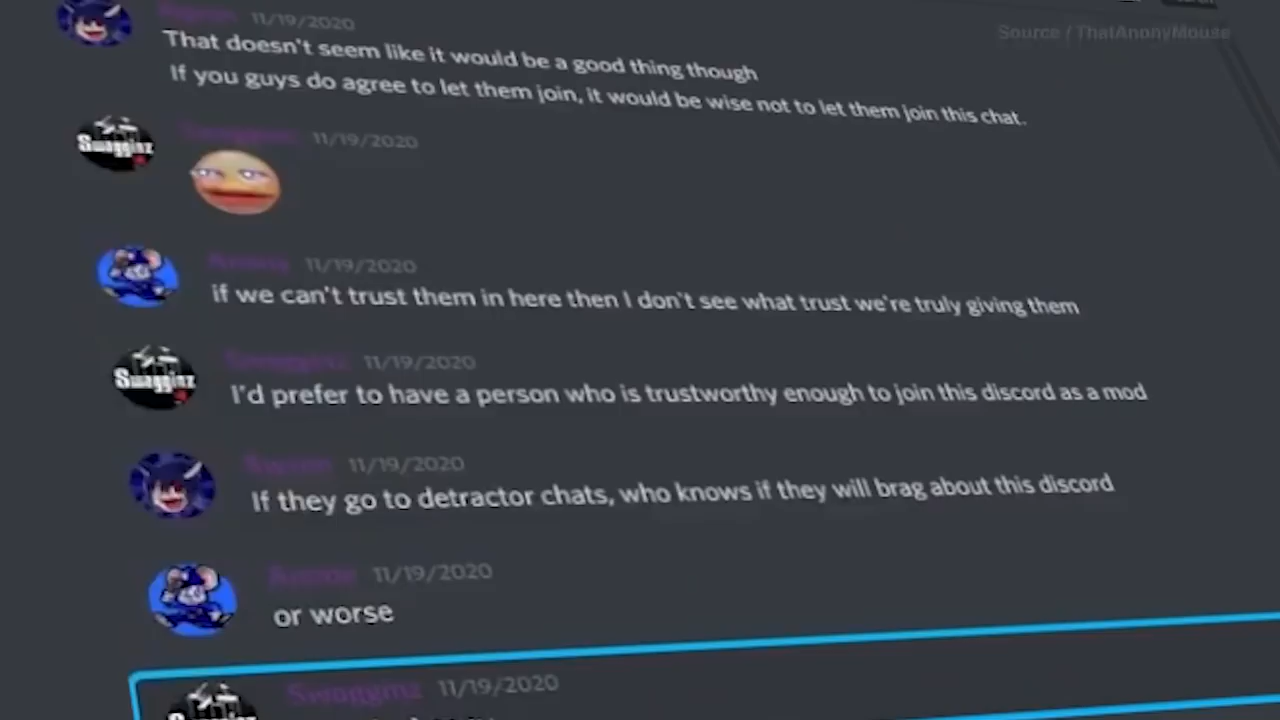 11/19/2020
Source / ThatAnonyMouse
That doesn't seem like it would be a good thing though
If you guys do agree to let them join, it would be wise not to let them join this chat.
Swagginz
11/19/2020
11/19/2020
if we can't trust them in here then I don't see what trust we're truly giving them
Swagginz
11/19/2020
I'd prefer to have a person who is trustworthy enough to join this discord as a mod
11/19/2020
If they go to detractor chats, who knows if they will brag about this discord
11/19/2020
or worse
Swagginz 11/19/2020